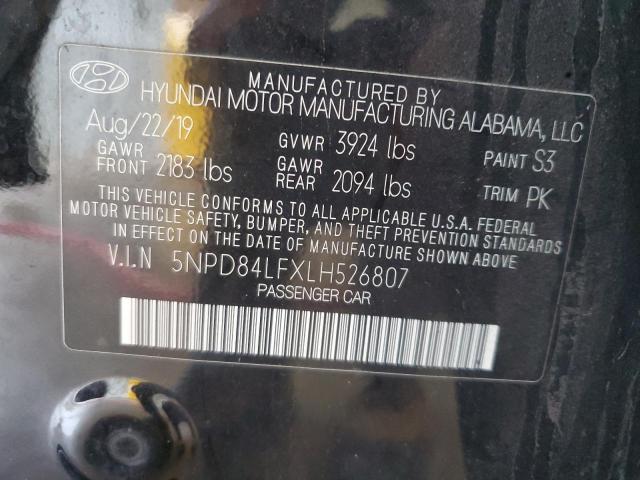 MANUFACTURED BY
HYUNDAI MOTOR MANUFACTURING ALABAMA, LLC
Aug/22/19 GVWR 3924 lbs PAINT S3
GAWR FRONT 2183 lbs GAWR REAR 2094 lbs TRIM PK
THIS VEHICLE CONFORMS TO ALL APPLICABLE U.S.A. FEDERAL
MOTOR VEHICLE SAFETY, BUMPER, AND THEFT PREVENTION STANDARDS
IN EFFECT ON THE DATE OF MANUFACTURE SHOWN ABOVE.
V.I.N 5NPD84LFXLH526807
PASSENGER CAR